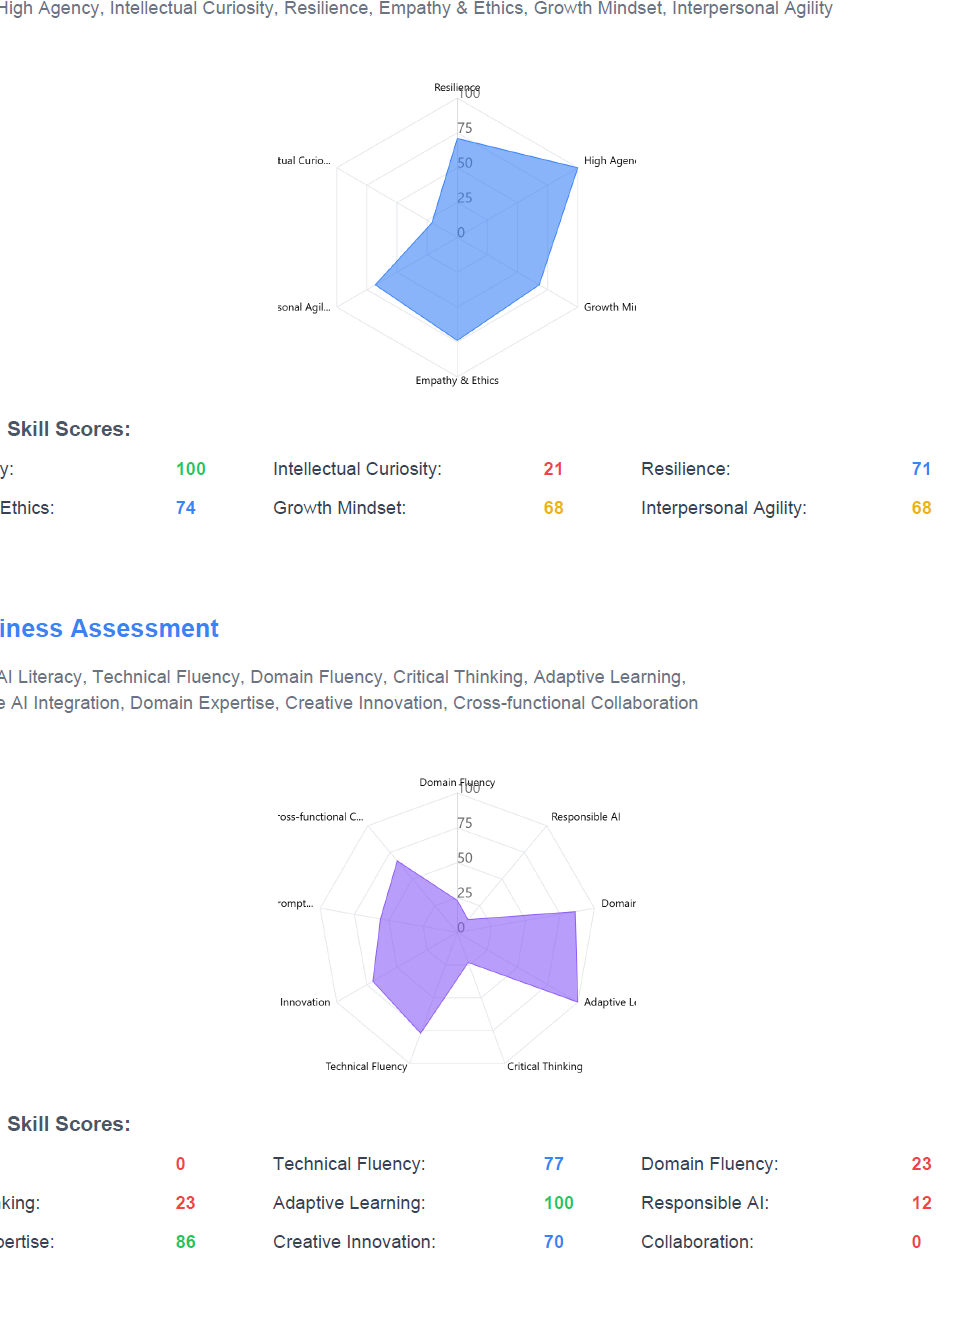 High Agency, Intellectual Curiosity, Resilience, Empathy & Ethics, Growth Mindset, Interpersonal Agility
Resilience
100
75
tual Curio...
50
High Agen
25
0
sonal Agil...
Growth Mi
Empathy & Ethics
Skill Scores:
y: 100 Intellectual Curiosity: 21 Resilience: 71
Ethics: 74 Growth Mindset: 68 Interpersonal Agility: 68
iness Assessment
AI Literacy, Technical Fluency, Domain Fluency, Critical Thinking, Adaptive Learning,
e AI Integration, Domain Expertise, Creative Innovation, Cross-functional Collaboration
Domain Fluency
100
ross-functional C...
Responsible AI
75
50
25
rompt...
Domain
0
Innovation
Adaptive Le
Technical Fluency
Critical Thinking
Skill Scores:
0 Technical Fluency: 77 Domain Fluency: 23
king: 23 Adaptive Learning: 100 Responsible AI: 12
ertise: 86 Creative Innovation: 70 Collaboration: 0